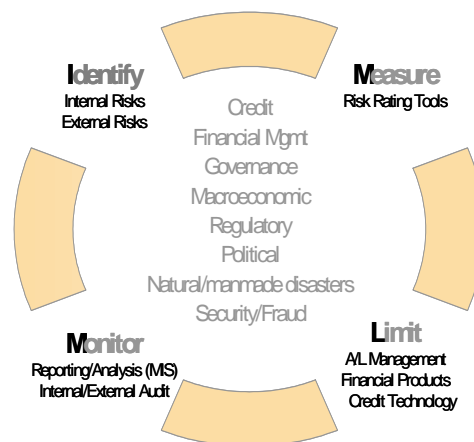 Identify
Internal Risks
External Risks
Measure
Risk Rating Tools
Credit
Financial Mgmt
Governance
Macroeconomic
Regulatory
Political
Natural/manmade disasters
Security/Fraud
Monitor
Reporting/Analysis (MIS)
Internal/External Audit
Limit
A/L Management
Financial Products
Credit Technology